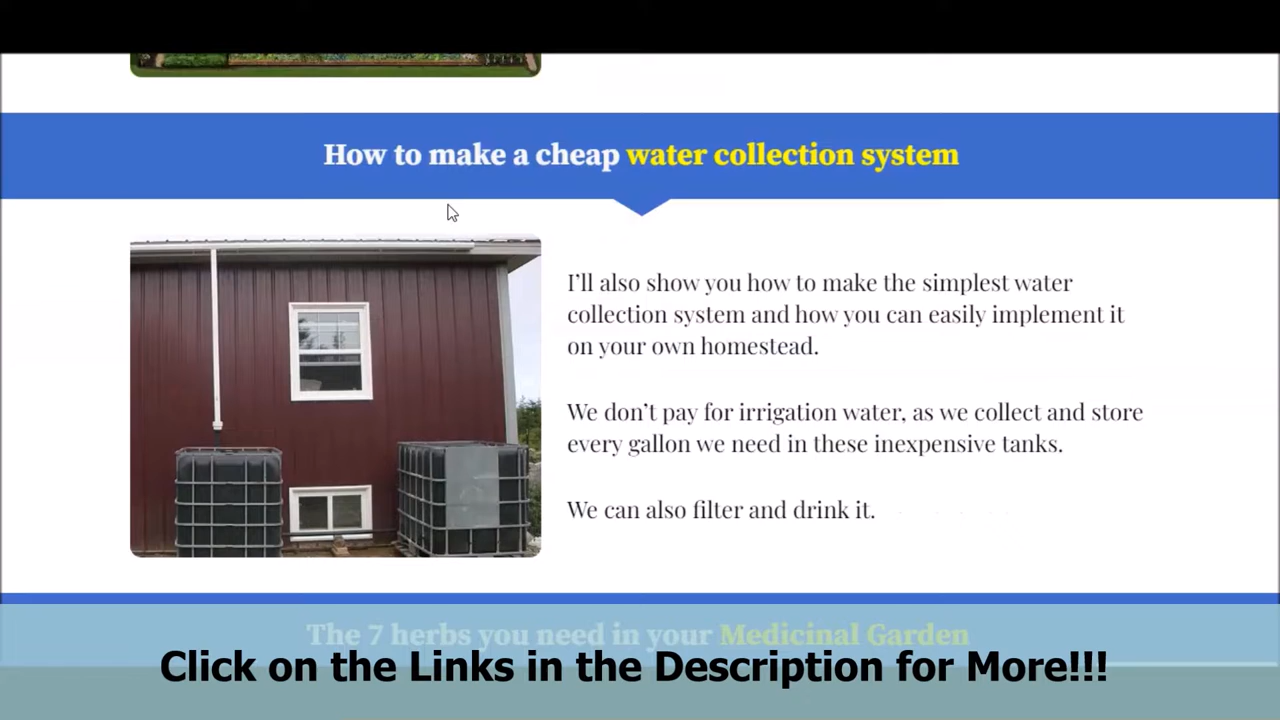 How to make a cheap water collection system
I’ll also show you how to make the simplest water
collection system and how you can easily implement it
on your own homestead.
We don’t pay for irrigation water, as we collect and store
every gallon we need in these inexpensive tanks.
We can also filter and drink it.
The 7 herbs you need in your Medicinal Garden
Click on the Links in the Description for More!!!